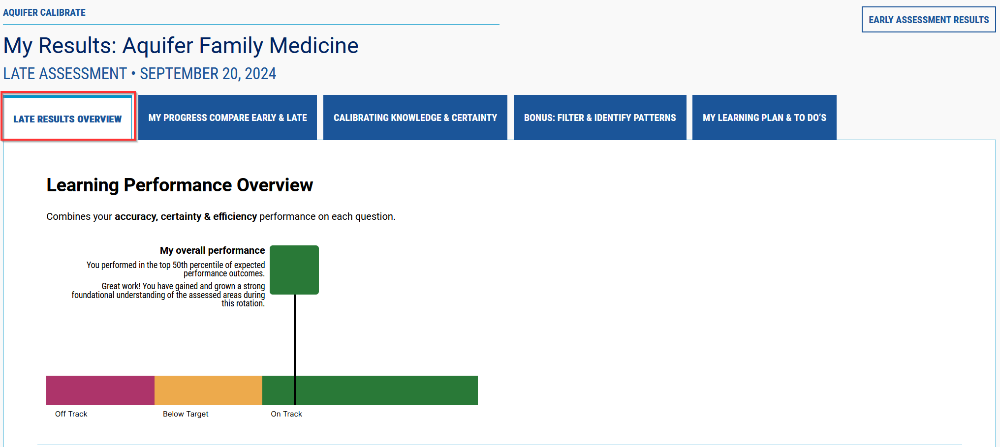 AQUIFER CALIBRATE
EARLY ASSESSMENT RESULTS
My Results: Aquifer Family Medicine
LATE ASSESSMENT • SEPTEMBER 20, 2024
LATE RESULTS OVERVIEW
MY PROGRESS COMPARE EARLY & LATE
CALIBRATING KNOWLEDGE & CERTAINTY
BONUS: FILTER & IDENTIFY PATTERNS
MY LEARNING PLAN & TO DO’S
Learning Performance Overview
Combines your accuracy, certainty & efficiency performance on each question.
My overall performance
You performed in the top 50th percentile of expected
performance outcomes.
Great work! You have gained and grown a strong
foundational understanding of the assessed areas during
this rotation.
Off Track
Below Target
On Track